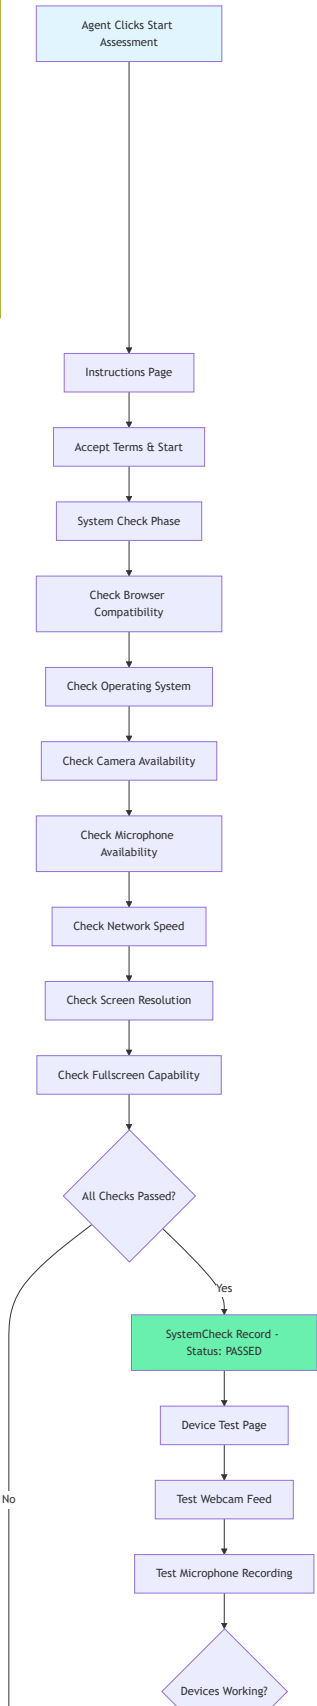 Agent Clicks Start
Assessment
Instructions Page
Accept Terms & Start
System Check Phase
Check Browser
Compatibility
Check Operating System
Check Camera Availability
Check Microphone
Availability
Check Network Speed
Check Screen Resolution
Check Fullscreen Capability
All Checks Passed?
Yes
SystemCheck Record -
Status: PASSED
Device Test Page
No
Test Webcam Feed
Test Microphone Recording
Devices Working?